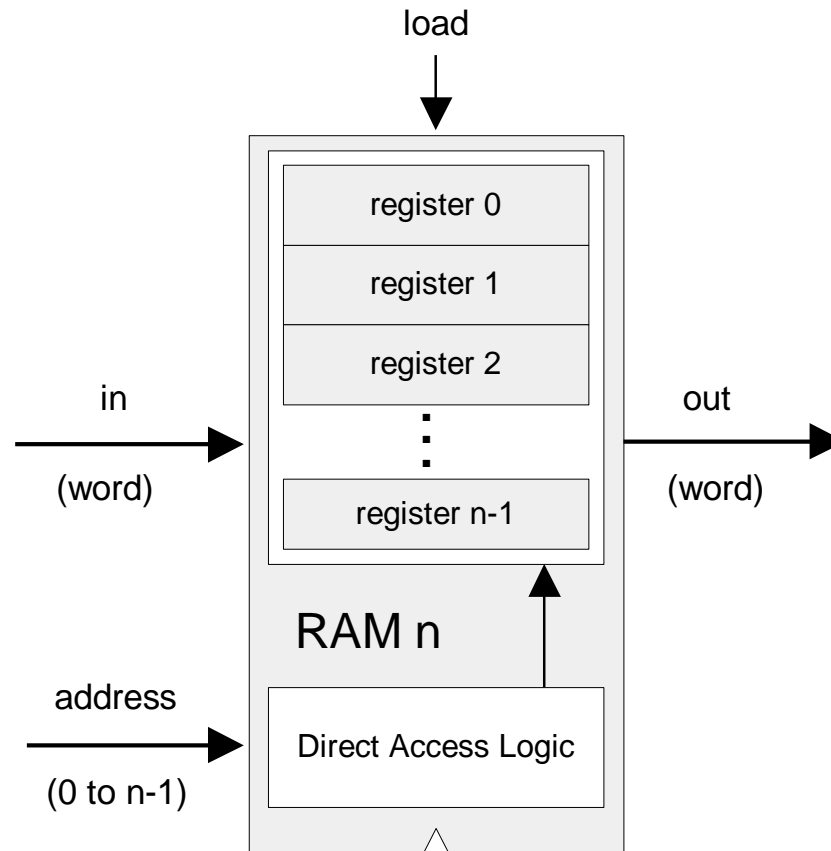 load
register 0
register 1
register 2
in
out
(word)
(word)
register n-1
RAM n
address
Direct Access Logic
(0 to n-1)